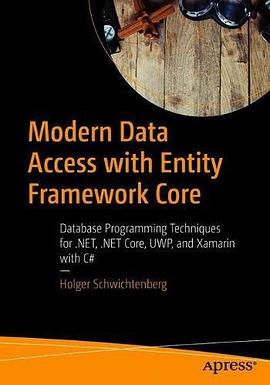 Modern Data
Access with Entity
Framework Core
Database Programming Techniques
for .NET, .NET Core, UWP, and Xamarin
with C#
—
Holger Schwichtenberg
Apress®